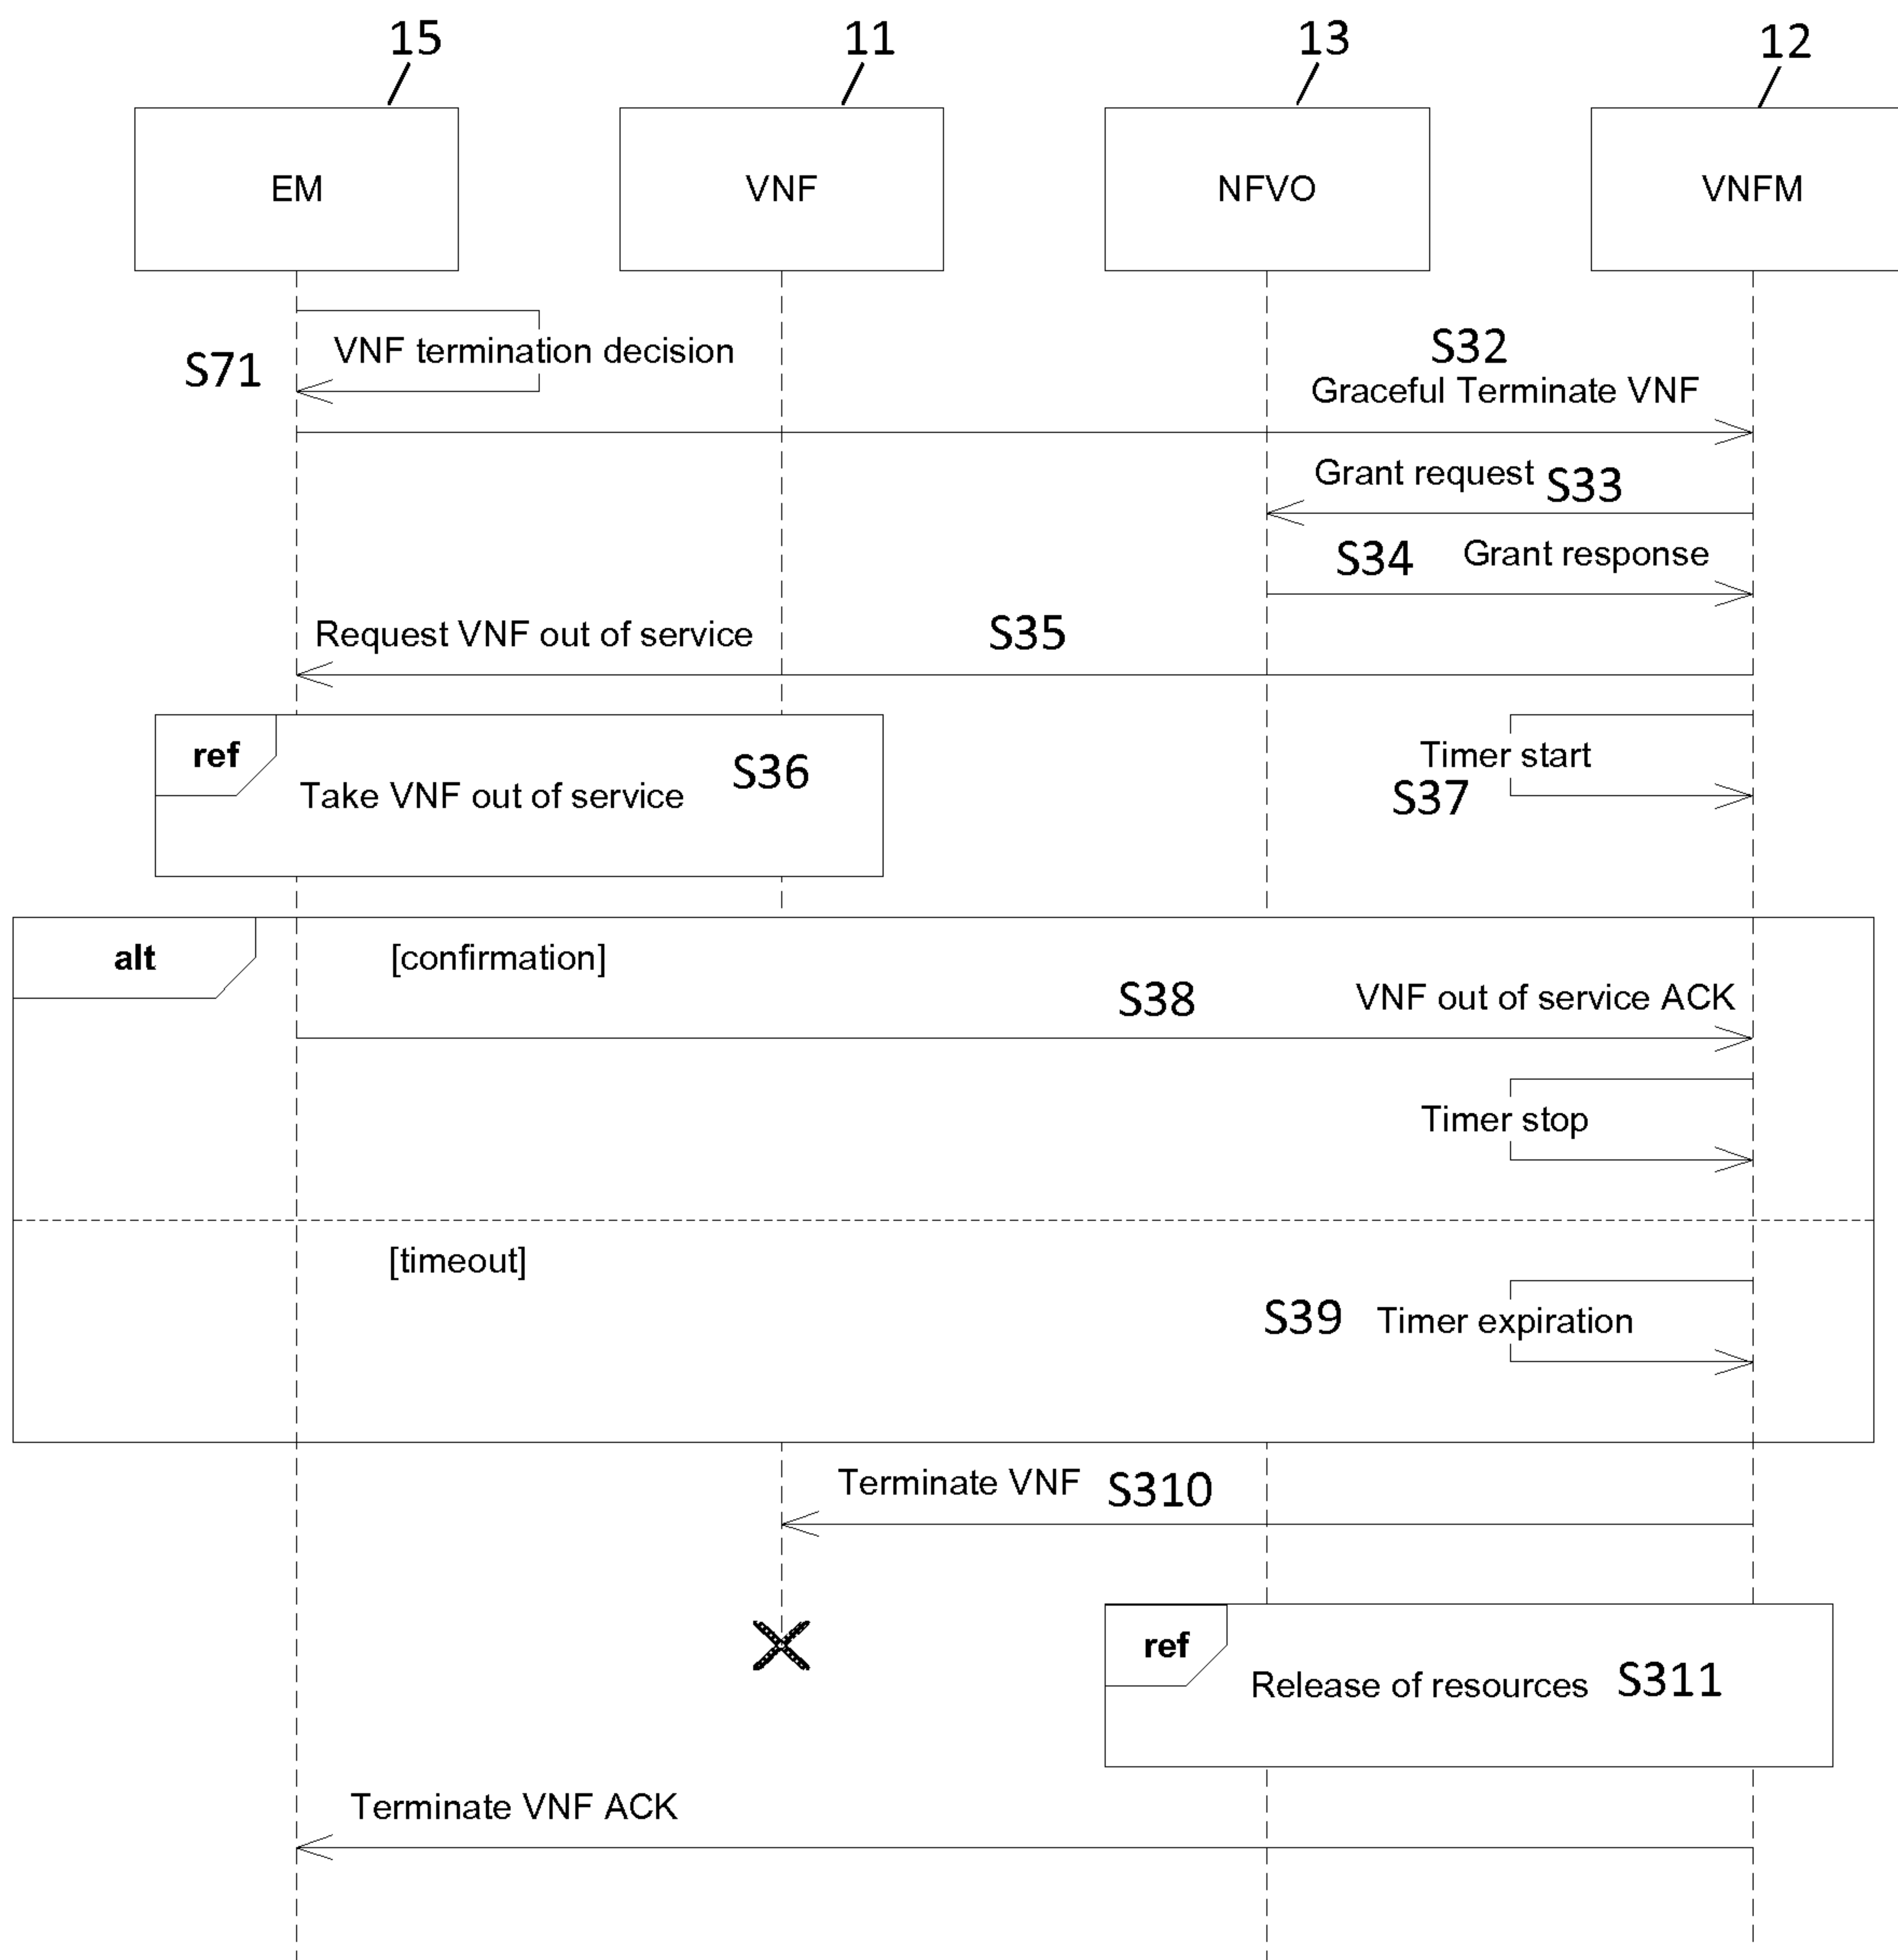 15
11
13
12
EM
VNF
NFVO
VNFM
S71
VNF termination decision
S32
Graceful Terminate VNF
Grant request S33
S34 Grant response
Request VNF out of service S35
ref
Take VNF out of service S36
Timer start
S37
alt
[confirmation]
S38 VNF out of service ACK
Timer stop
[timeout]
S39 Timer expiration
Terminate VNF S310
ref
Release of resources S311
Terminate VNF ACK